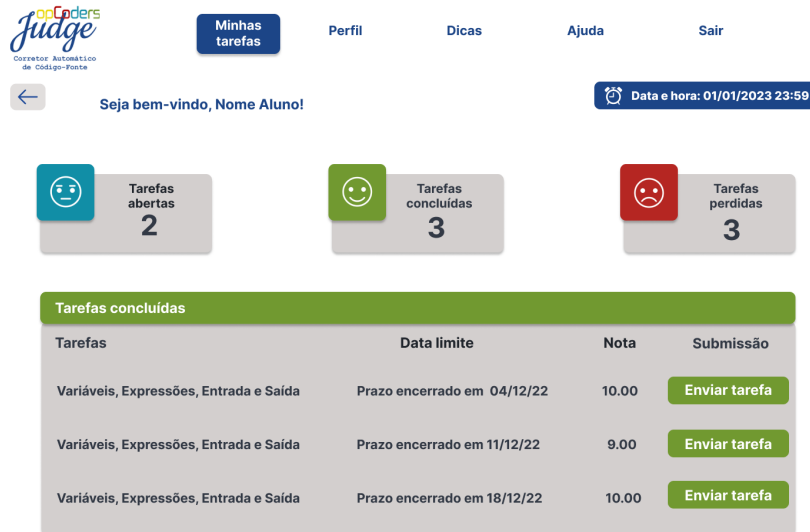 opCoders
Judge
Corretor Automático
de Código-Fonte
Minhas
tarefas
Perfil
Dicas
Ajuda
Sair
Seja bem-vindo, Nome Aluno!
Data e hora: 01/01/2023 23:59
Tarefas
abertas
2
Tarefas
concluídas
3
Tarefas
perdidas
3
Tarefas concluídas
Tarefas Data limite Nota Submissão
Variáveis, Expressões, Entrada e Saída Prazo encerrado em 04/12/22 10.00 Enviar tarefa
Variáveis, Expressões, Entrada e Saída Prazo encerrado em 11/12/22 9.00 Enviar tarefa
Variáveis, Expressões, Entrada e Saída Prazo encerrado em 18/12/22 10.00 Enviar tarefa